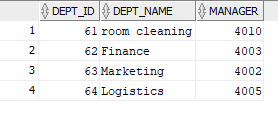 DEPT_ID DEPT_NAME MANAGER
1 61 room cleaning 4010
2 62 Finance 4003
3 63 Marketing 4002
4 64 Logistics 4005